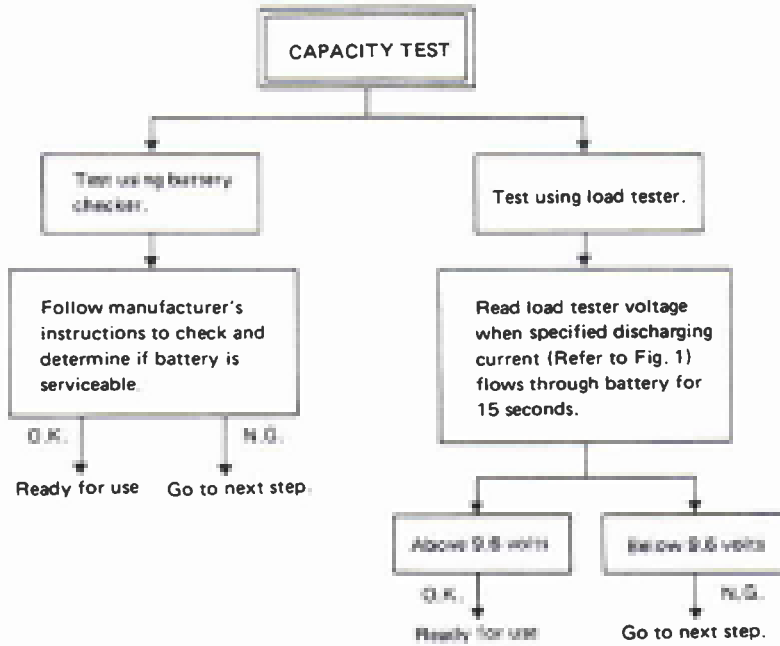 CAPACITY TEST
Test using battery
checker.
Test using load tester.
Follow manufacturer's
instructions to check and
determine if battery is
serviceable.
Read load tester voltage
when specified discharging
current (Refer to Fig. 1)
flows through battery for
15 seconds.
O.K.
N.G.
Ready for use
Go to next step.
Above 9.6 volts
Below 9.6 volts
O.K.
N.G.
Ready for use
Go to next step.